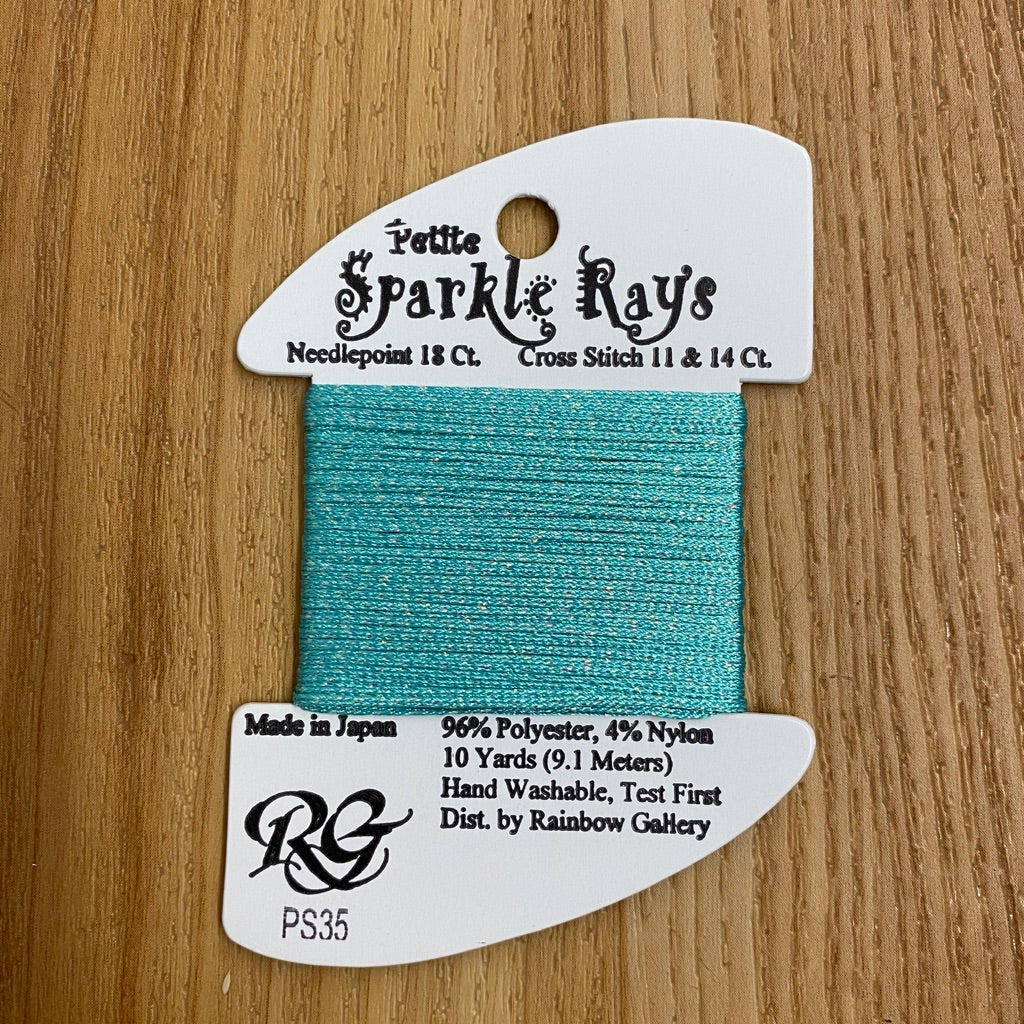 Petite
Sparkle Rays
Needlepoint 18 Ct. Cross Stitch 11 & 14 Ct.
Made in Japan
96% Polyester, 4% Nylon
10 Yards (9.1 Meters)
Hand Washable, Test First
Dist. by Rainbow Gallery
RG
PS35